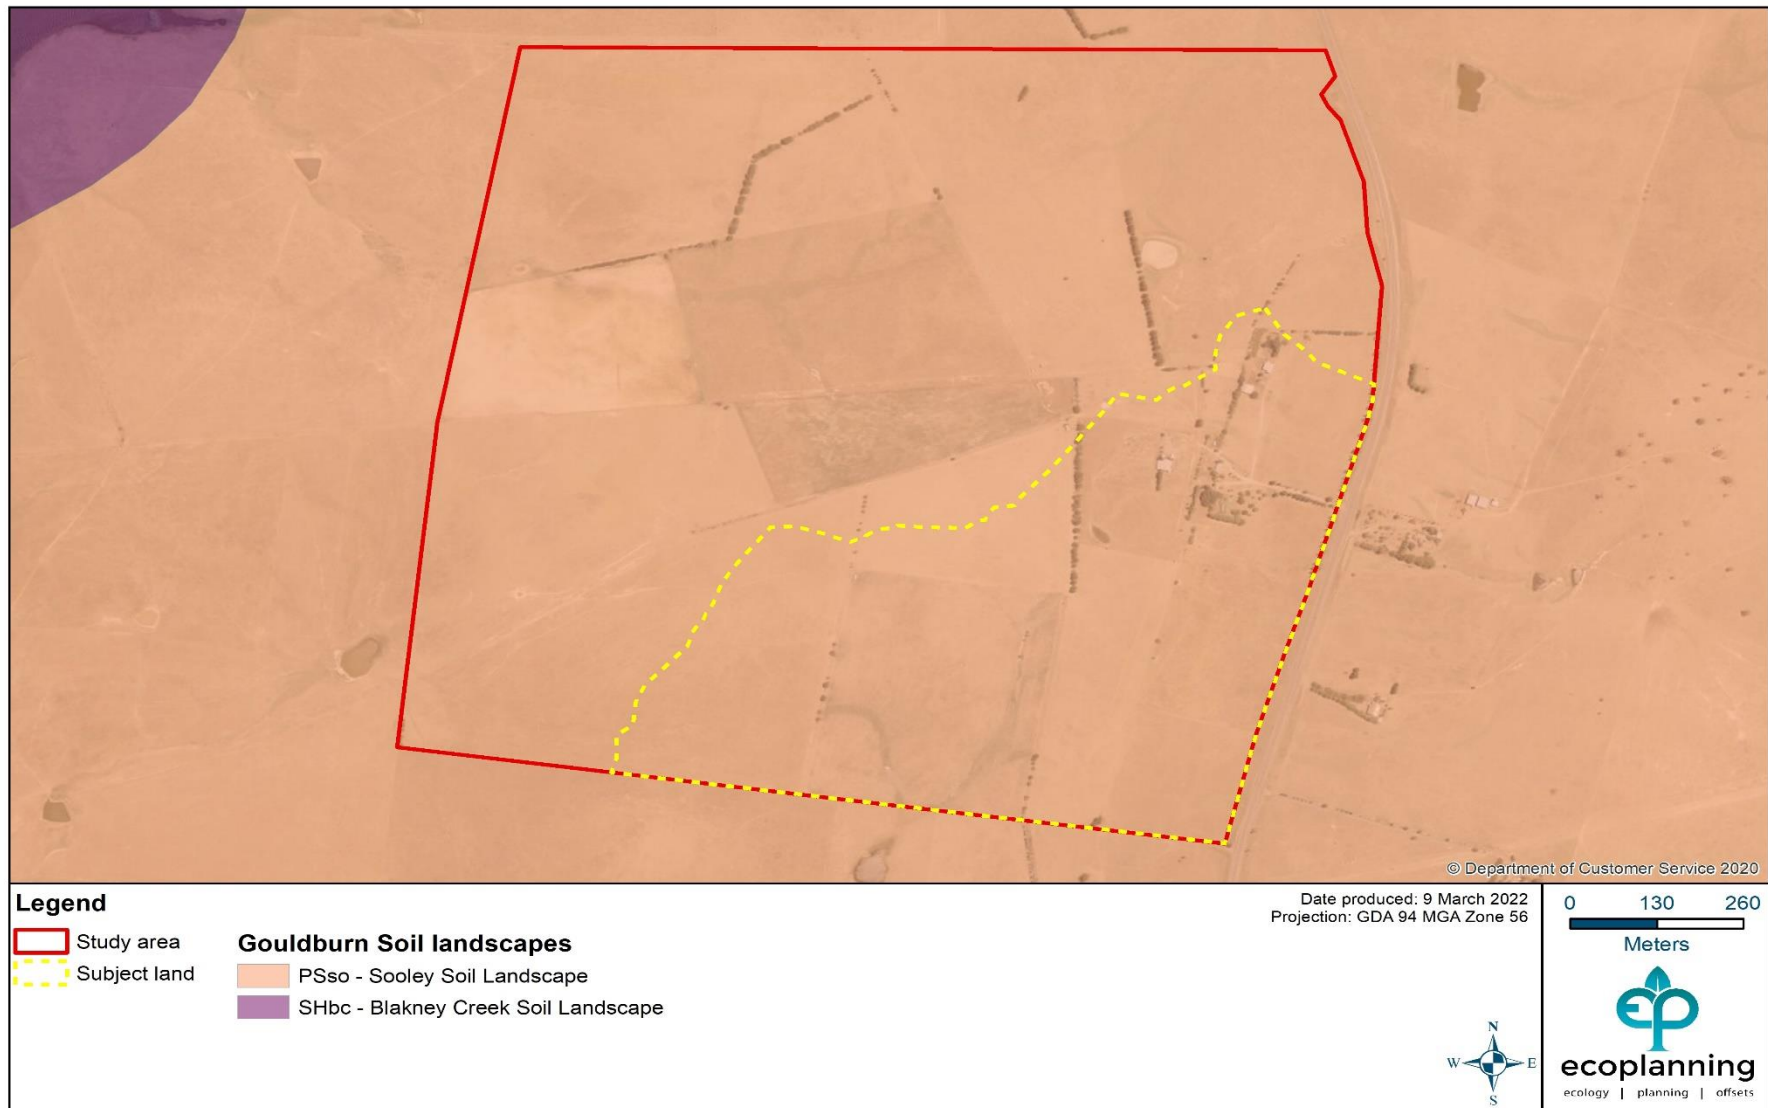 © Department of Customer Service 2020
Legend
Study area
Subject land
Gouldburn Soil landscapes
PSso - Sooley Soil Landscape
SHbc - Blakney Creek Soil Landscape
Date produced: 9 March 2022
Projection: GDA 94 MGA Zone 56
0 130 260
Meters
N
W E
S
ep
ecoplanning
ecology | planning | offsets